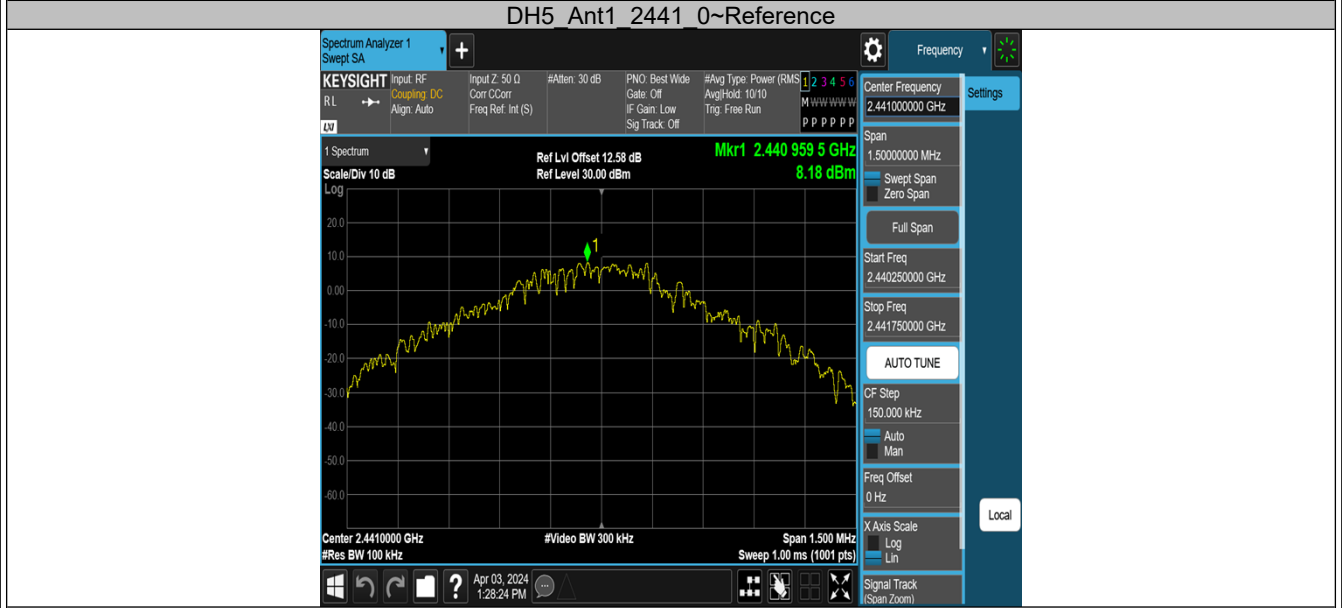 DH5_Ant1_2441_0~Reference
Spectrum Analyzer 1
Swept SA
+
Frequency
KEYSIGHT
RL
LXI
Input: RF
Coupling: DC
Align: Auto
Input Z: 50 Ω
Corr CCorr
Freq Ref: Int (S)
#Atten: 30 dB
PNO: Best Wide
Gate: Off
IF Gain: Low
Sig Track: Off
#Avg Type: Power (RMS
Avg|Hold: 10/10
Trig: Free Run
1 2 3 4 5 6
M W W W W W
P P P P P P
1 Spectrum
Scale/Div 10 dB
Log
Ref Lvl Offset 12.58 dB
Ref Level 30.00 dBm
Mkr1 2.440 959 5 GHz
8.18 dBm
1
20.0
10.0
0.00
-10.0
-20.0
-30.0
-40.0
-50.0
-60.0
Center 2.4410000 GHz
#Res BW 100 kHz
#Video BW 300 kHz
Span 1.500 MHz
Sweep 1.00 ms (1001 pts)
Center Frequency
2.441000000 GHz
Settings
Span
1.50000000 MHz
Swept Span
Zero Span
Full Span
Start Freq
2.440250000 GHz
Stop Freq
2.441750000 GHz
AUTO TUNE
CF Step
150.000 kHz
Auto
Man
Freq Offset
0 Hz
X Axis Scale
Log
Lin
Local
Signal Track
(Span Zoom)
?
Apr 03, 2024
1:28:24 PM